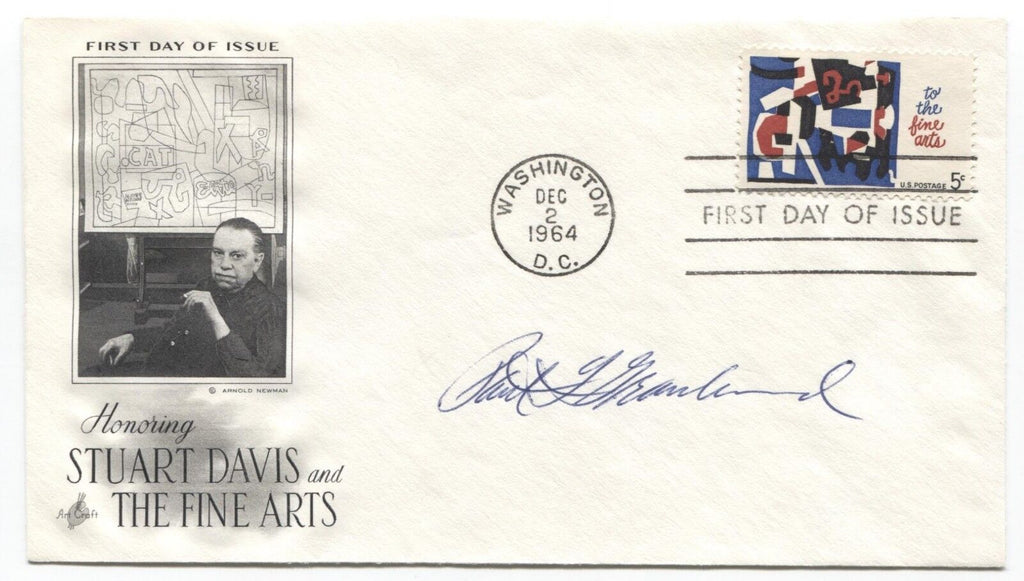 FIRST DAY OF ISSUE
CAT
© ARNOLD NEWMAN
Honoring
STUART DAVIS and
THE FINE ARTS
Art Craft
WASHINGTON
DEC
2
1964
D.C.
to
the
fine
arts
U.S. POSTAGE 5c
FIRST DAY OF ISSUE